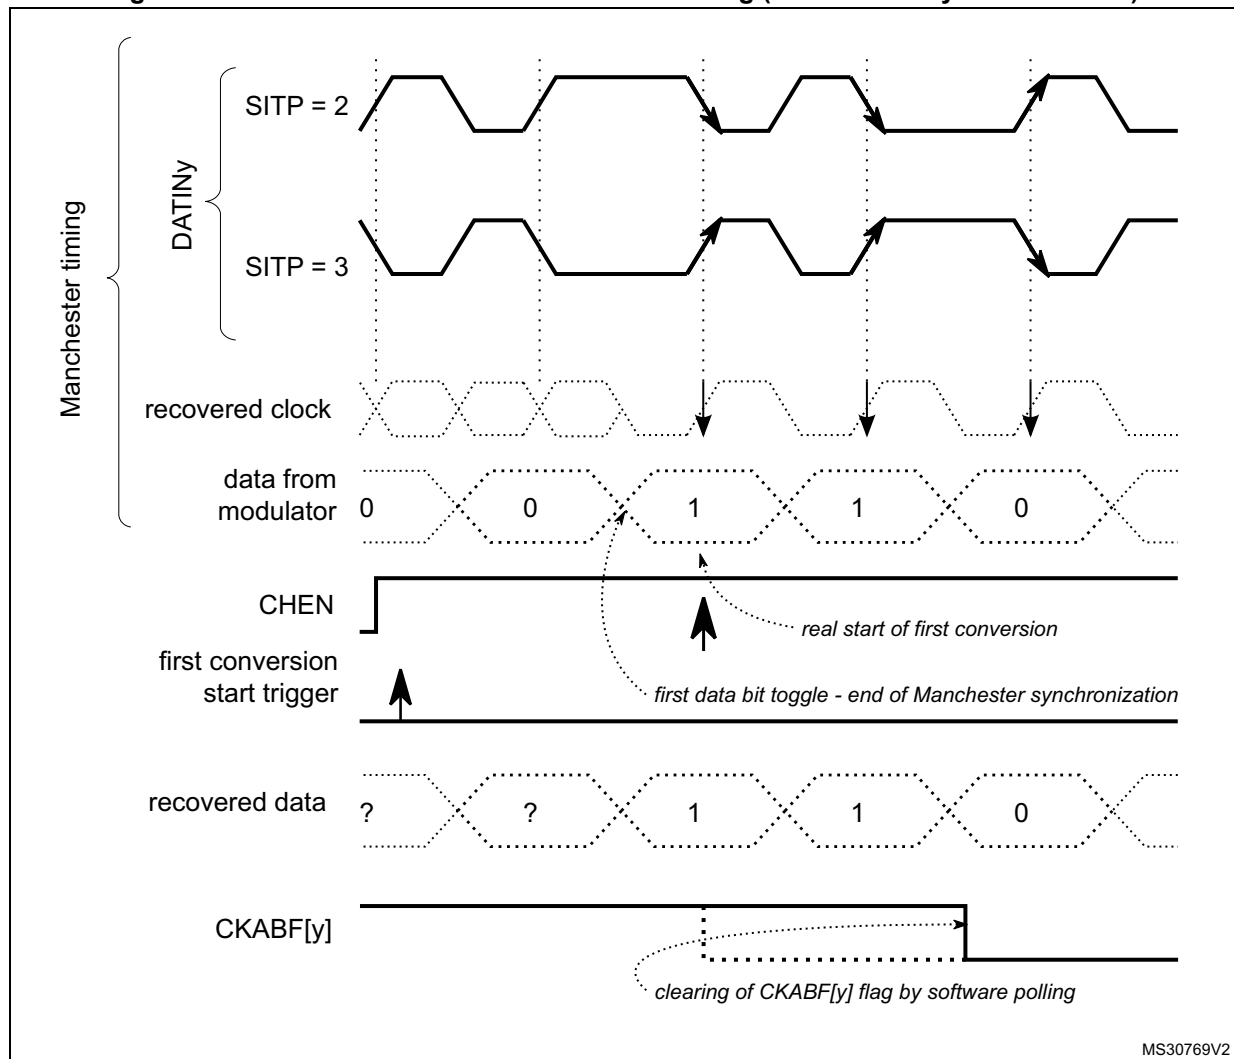 Manchester timing
DATINy
SITP = 2
SITP = 3
recovered clock
data from
modulator
0 0 1 1 0
CHEN
real start of first conversion
first conversion
start trigger
first data bit toggle - end of Manchester synchronization
recovered data
? ? 1 1 0
CKABF[y]
clearing of CKABF[y] flag by software polling
MS30769V2